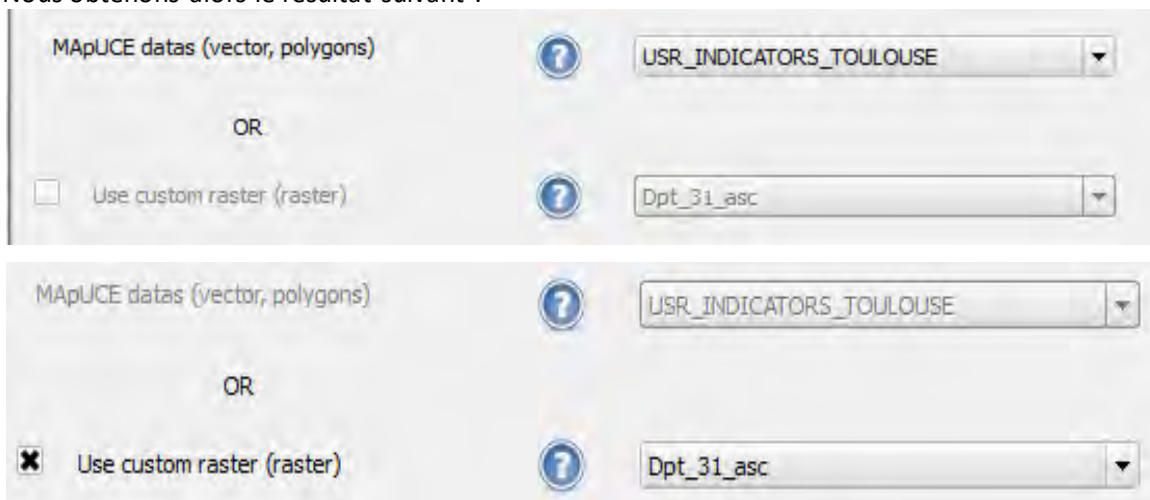 Nous obtenons alors le résultat suivant :
MApUCE datas (vector, polygons) ? USR_INDICATORS_TOULOUSE
OR
Use custom raster (raster) ? Dpt_31_asc
MApUCE datas (vector, polygons) ? USR_INDICATORS_TOULOUSE
OR
Use custom raster (raster) ? Dpt_31_asc